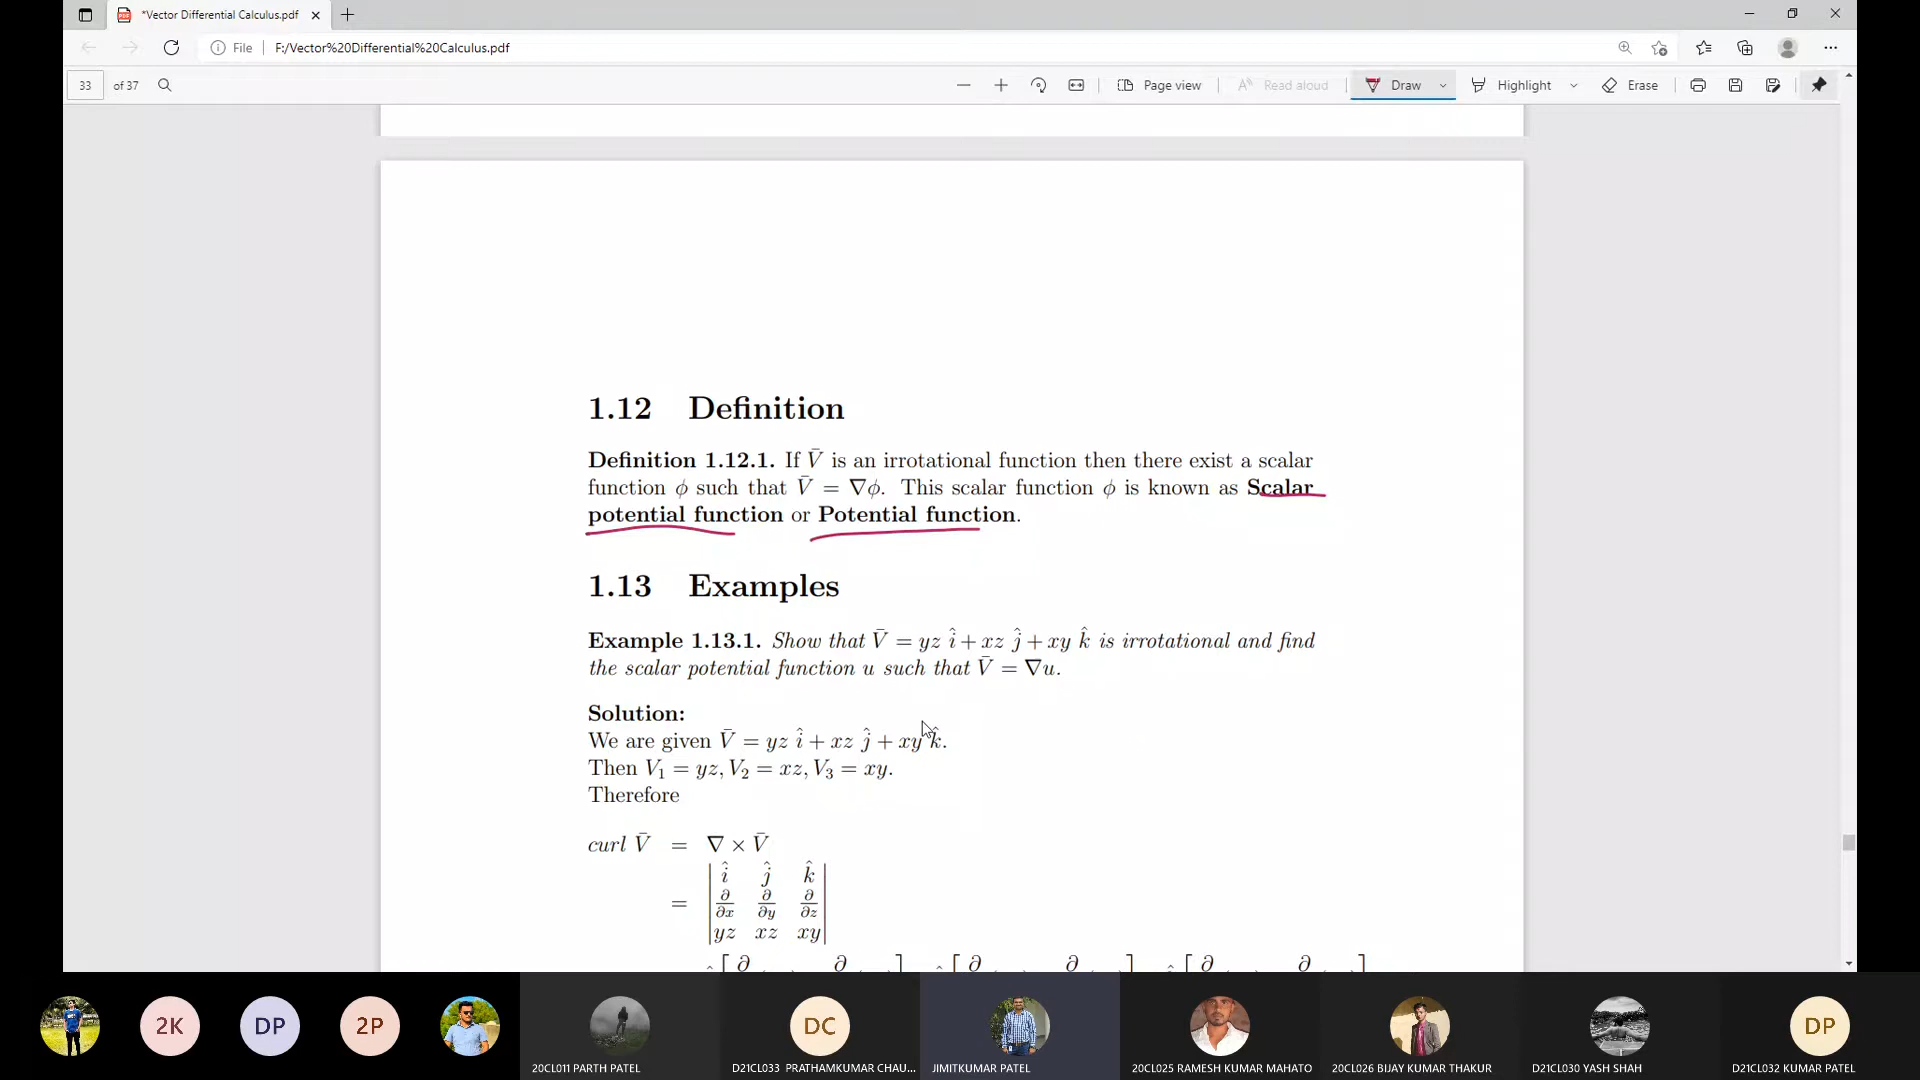 *Vector Differential Calculus.pdf
File F:/Vector%20Differential%20Calculus.pdf
33 of 37 Page view Read aloud Draw Highlight Erase
1.12 Definition
Definition 1.12.1. If V̄ is an irrotational function then there exist a scalar
function ϕ such that V̄ = ∇ϕ. This scalar function ϕ is known as Scalar
potential function or Potential function.
1.13 Examples
Example 1.13.1. Show that V̄ = yz î + xz ĵ + xy k̂ is irrotational and find
the scalar potential function u such that V̄ = ∇u.
Solution:
We are given V̄ = yz î + xz ĵ + xy k̂.
Then V₁ = yz, V₂ = xz, V₃ = xy.
Therefore
curl V̄ = ∇ × V̄
= | î ĵ k̂ |
| ∂/∂x ∂/∂y ∂/∂z |
| yz xz xy |
2K DP 2P DC DP
20CL011 PARTH PATEL D21CL033 PRATHAMKUMAR CHAU... JIMITKUMAR PATEL 20CL025 RAMESH KUMAR MAHATO 20CL026 BIJAY KUMAR THAKUR D21CL030 YASH SHAH D21CL032 KUMAR PATEL